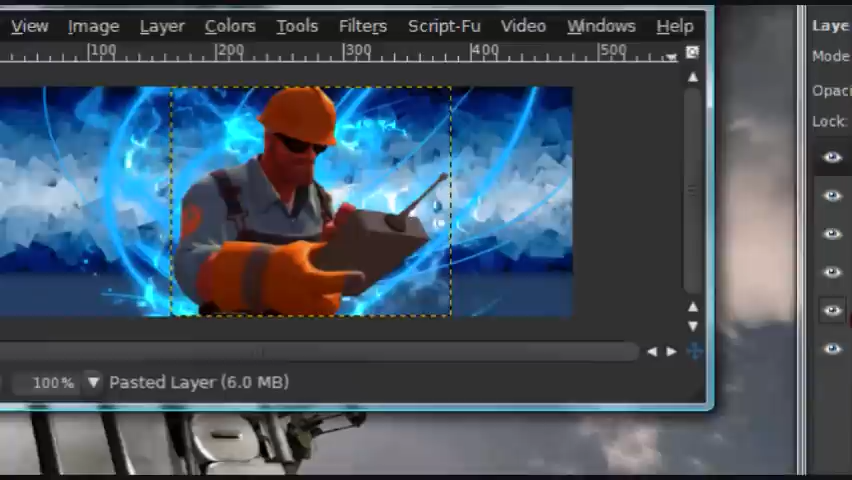 View Image Layer Colors Tools Filters Script-Fu Video Windows Help
100 200 300 400 500
Laye
Mode
Opaci
Lock:
100% Pasted Layer (6.0 MB)